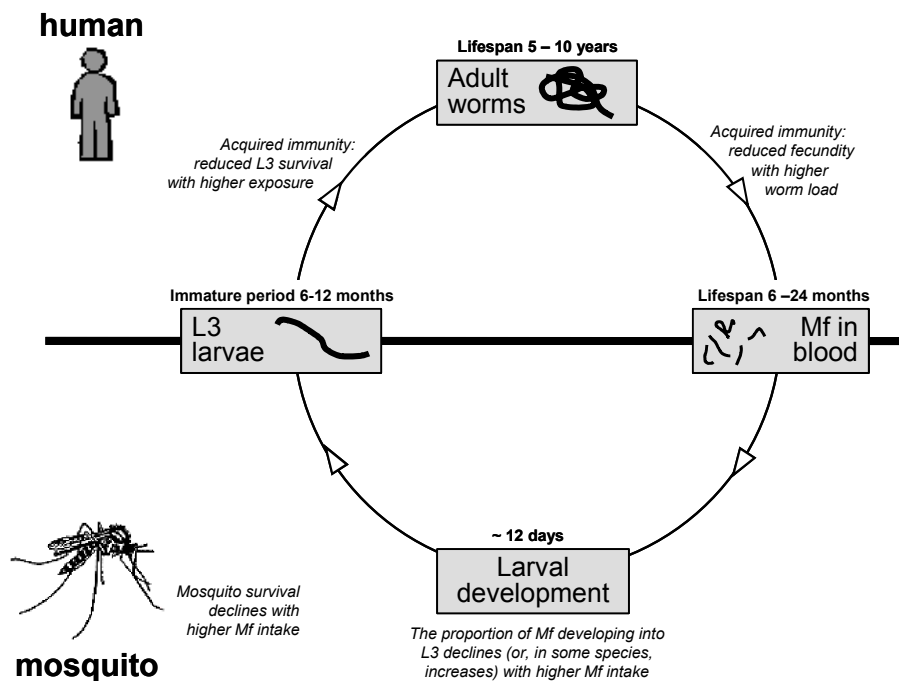 human
Lifespan 5 – 10 years
Adult
worms
Acquired immunity:
reduced L3 survival
with higher exposure
Acquired immunity:
reduced fecundity
with higher
worm load
Immature period 6-12 months
L3
larvae
Lifespan 6 –24 months
Mf in
blood
~ 12 days
Larval
development
Mosquito survival
declines with
higher Mf intake
The proportion of Mf developing into
L3 declines (or, in some species,
increases) with higher Mf intake
mosquito